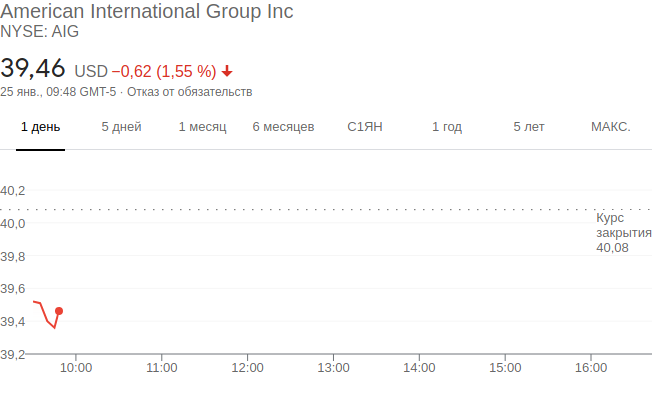 American International Group Inc
NYSE: AIG
39,46 USD −0,62 (1,55 %)
25 янв., 09:48 GMT-5 · Отказ от обязательств
1 день 5 дней 1 месяц 6 месяцев С1ЯН 1 год 5 лет МАКС.
40,2
40,0
39,8
39,6
39,4
39,2
Курс
закрытия
40,08
10:00 11:00 12:00 13:00 14:00 15:00 16:00